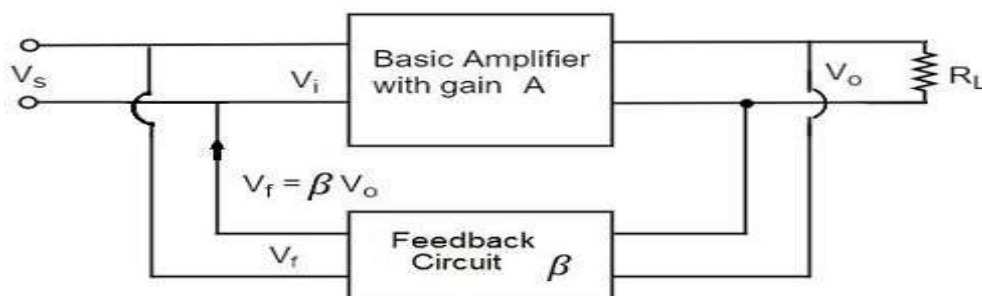 Basic Amplifier
with gain A
Vs
Vi
Vo
RL
Vf = β Vo
Feedback
Circuit β
Vf